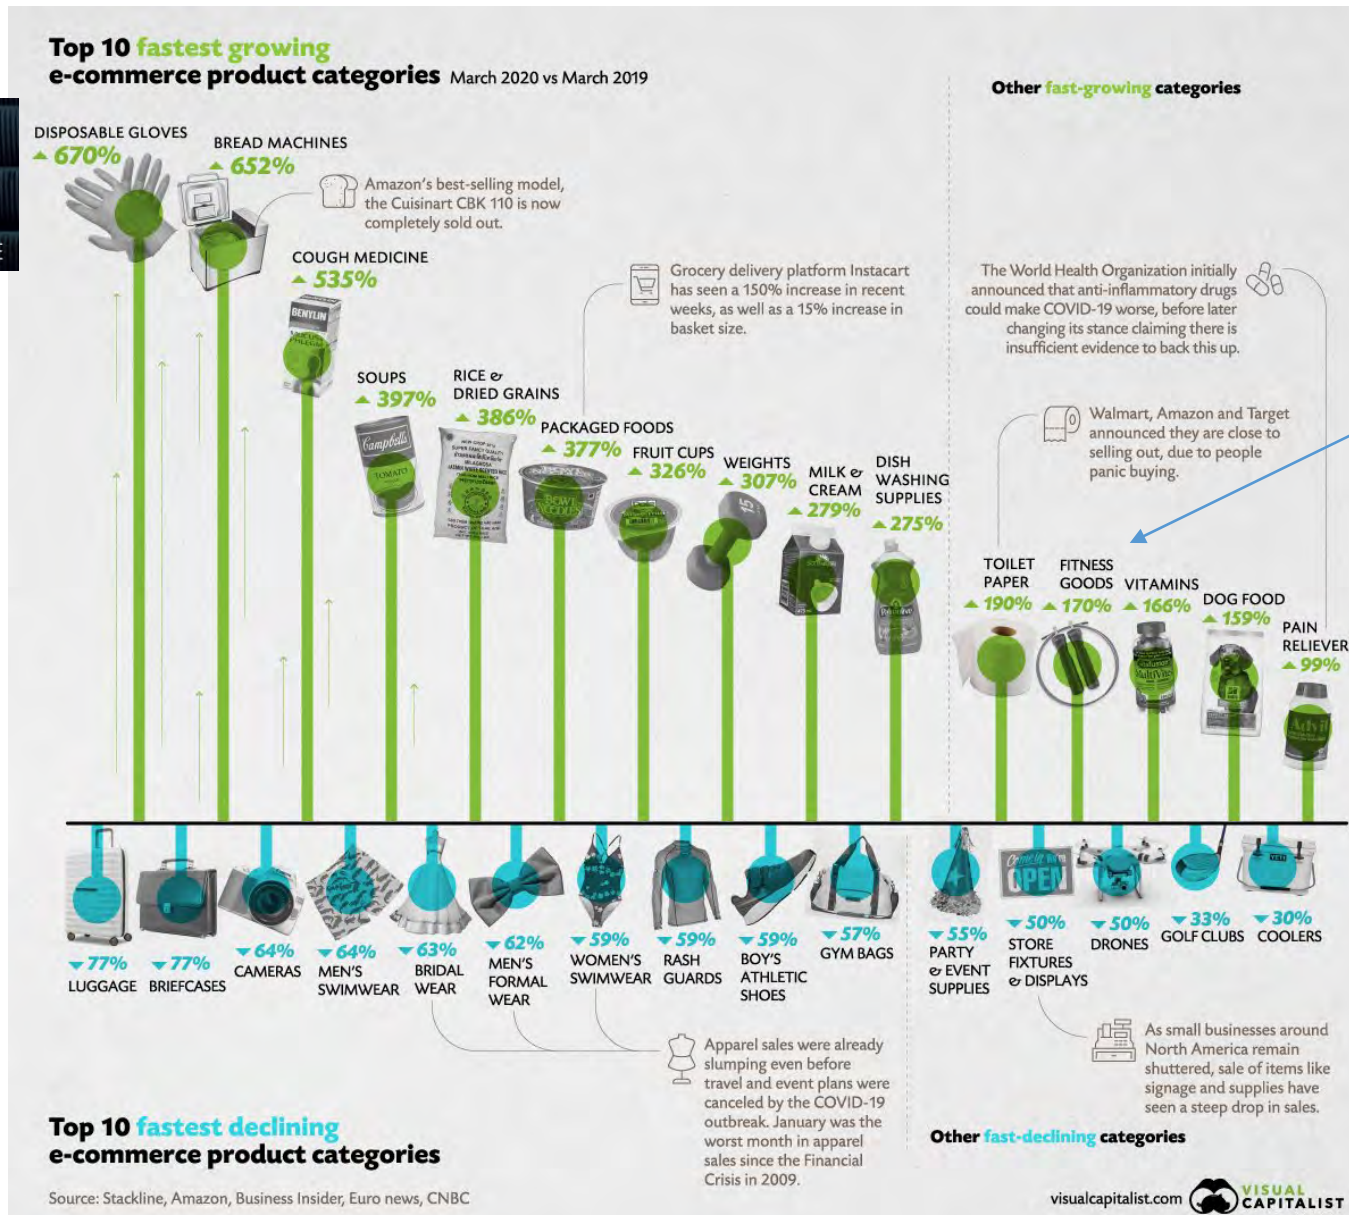 Top 10 fastest growing
e-commerce product categories March 2020 vs March 2019
Other fast-growing categories
DISPOSABLE GLOVES
670%
BREAD MACHINES
652%
Amazon's best-selling model,
the Cuisinart CBK 110 is now
completely sold out.
COUGH MEDICINE
535%
BENYLIN
Grocery delivery platform Instacart
has seen a 150% increase in recent
weeks, as well as a 15% increase in
basket size.
The World Health Organization initially
announced that anti-inflammatory drugs
could make COVID-19 worse, before later
changing its stance claiming there is
insufficient evidence to back this up.
SOUPS
397%
Campbells
TOMATO
RICE &
DRIED GRAINS
386%
PACKAGED FOODS
377%
BOWL
NOODLES
FRUIT CUPS
326%
WEIGHTS
307%
15
MILK &
CREAM
279%
DISH
WASHING
SUPPLIES
275%
Walmart, Amazon and Target
announced they are close to
selling out, due to people
panic buying.
TOILET
PAPER
190%
FITNESS
GOODS
170%
VITAMINS
166%
MultiVites
DOG FOOD
159%
PAIN
RELIEVER
99%
Advil
77%
LUGGAGE
77%
BRIEFCASES
64%
CAMERAS
64%
MEN'S
SWIMWEAR
63%
BRIDAL
WEAR
62%
MEN'S
FORMAL
WEAR
59%
WOMEN'S
SWIMWEAR
59%
RASH
GUARDS
59%
BOY'S
ATHLETIC
SHOES
57%
GYM BAGS
55%
PARTY
& EVENT
SUPPLIES
OPEN
50%
STORE
FIXTURES
& DISPLAYS
50%
DRONES
33%
GOLF CLUBS
YETI
30%
COOLERS
Apparel sales were already
slumping even before
travel and event plans were
canceled by the COVID-19
outbreak. January was the
worst month in apparel
sales since the Financial
Crisis in 2009.
As small businesses around
North America remain
shuttered, sale of items like
signage and supplies have
seen a steep drop in sales.
Top 10 fastest declining
e-commerce product categories
Other fast-declining categories
Source: Stackline, Amazon, Business Insider, Euro news, CNBC
visualcapitalist.com
VISUAL
CAPITALIST